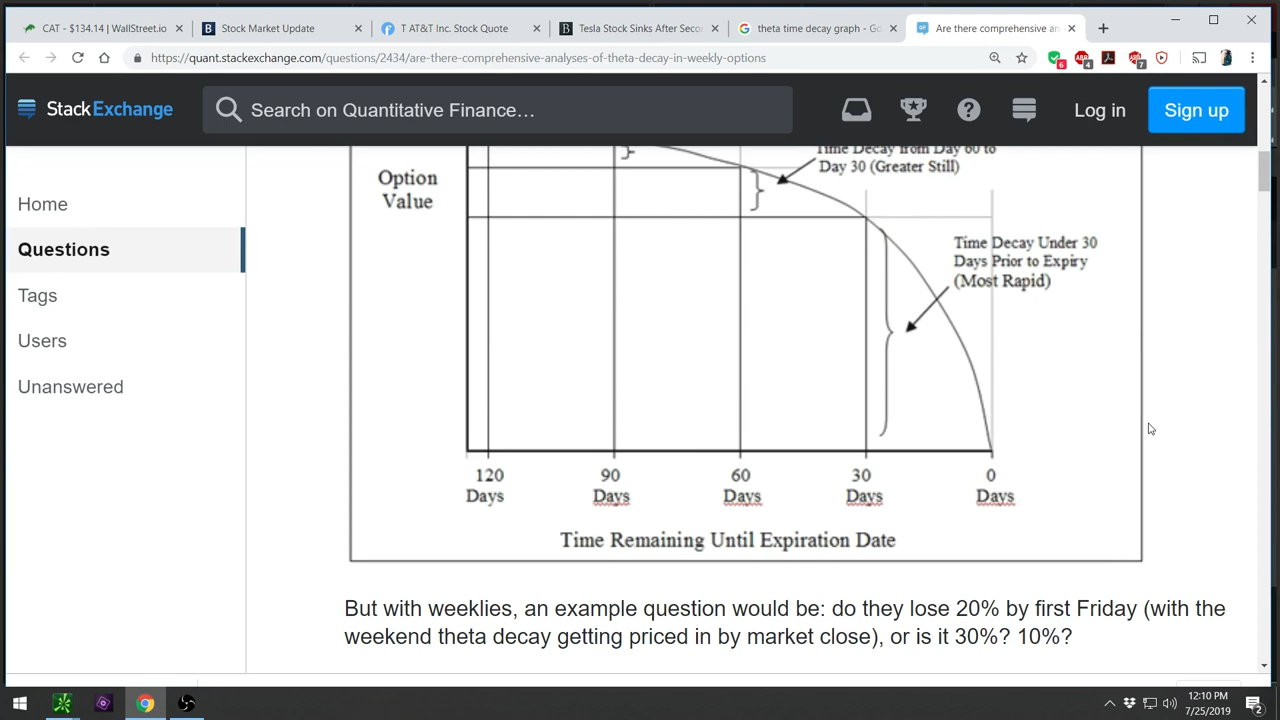 CAT - $134.14 | WallStreet.io
Stock Market Update
T AT&T Inc. Stock Quote
Tesla Stock Sinks After Seco
theta time decay graph - Go
Are there comprehensive an
https://quant.stackexchange.com/question/2434/are-there-comprehensive-analyses-of-theta-decay-in-weekly-options
6
4
7
StackExchange
Search on Quantitative Finance...
Log in
Sign up
Home
Questions
Tags
Users
Unanswered
Time Decay from Day 60 to
Day 30 (Greater Still)
Option
Value
Time Decay Under 30
Days Prior to Expiry
(Most Rapid)
120 90 60 30 0
Days Days Days Days Days
Time Remaining Until Expiration Date
But with weeklies, an example question would be: do they lose 20% by first Friday (with the
weekend theta decay getting priced in by market close), or is it 30%? 10%?
12:10 PM
7/25/2019
2